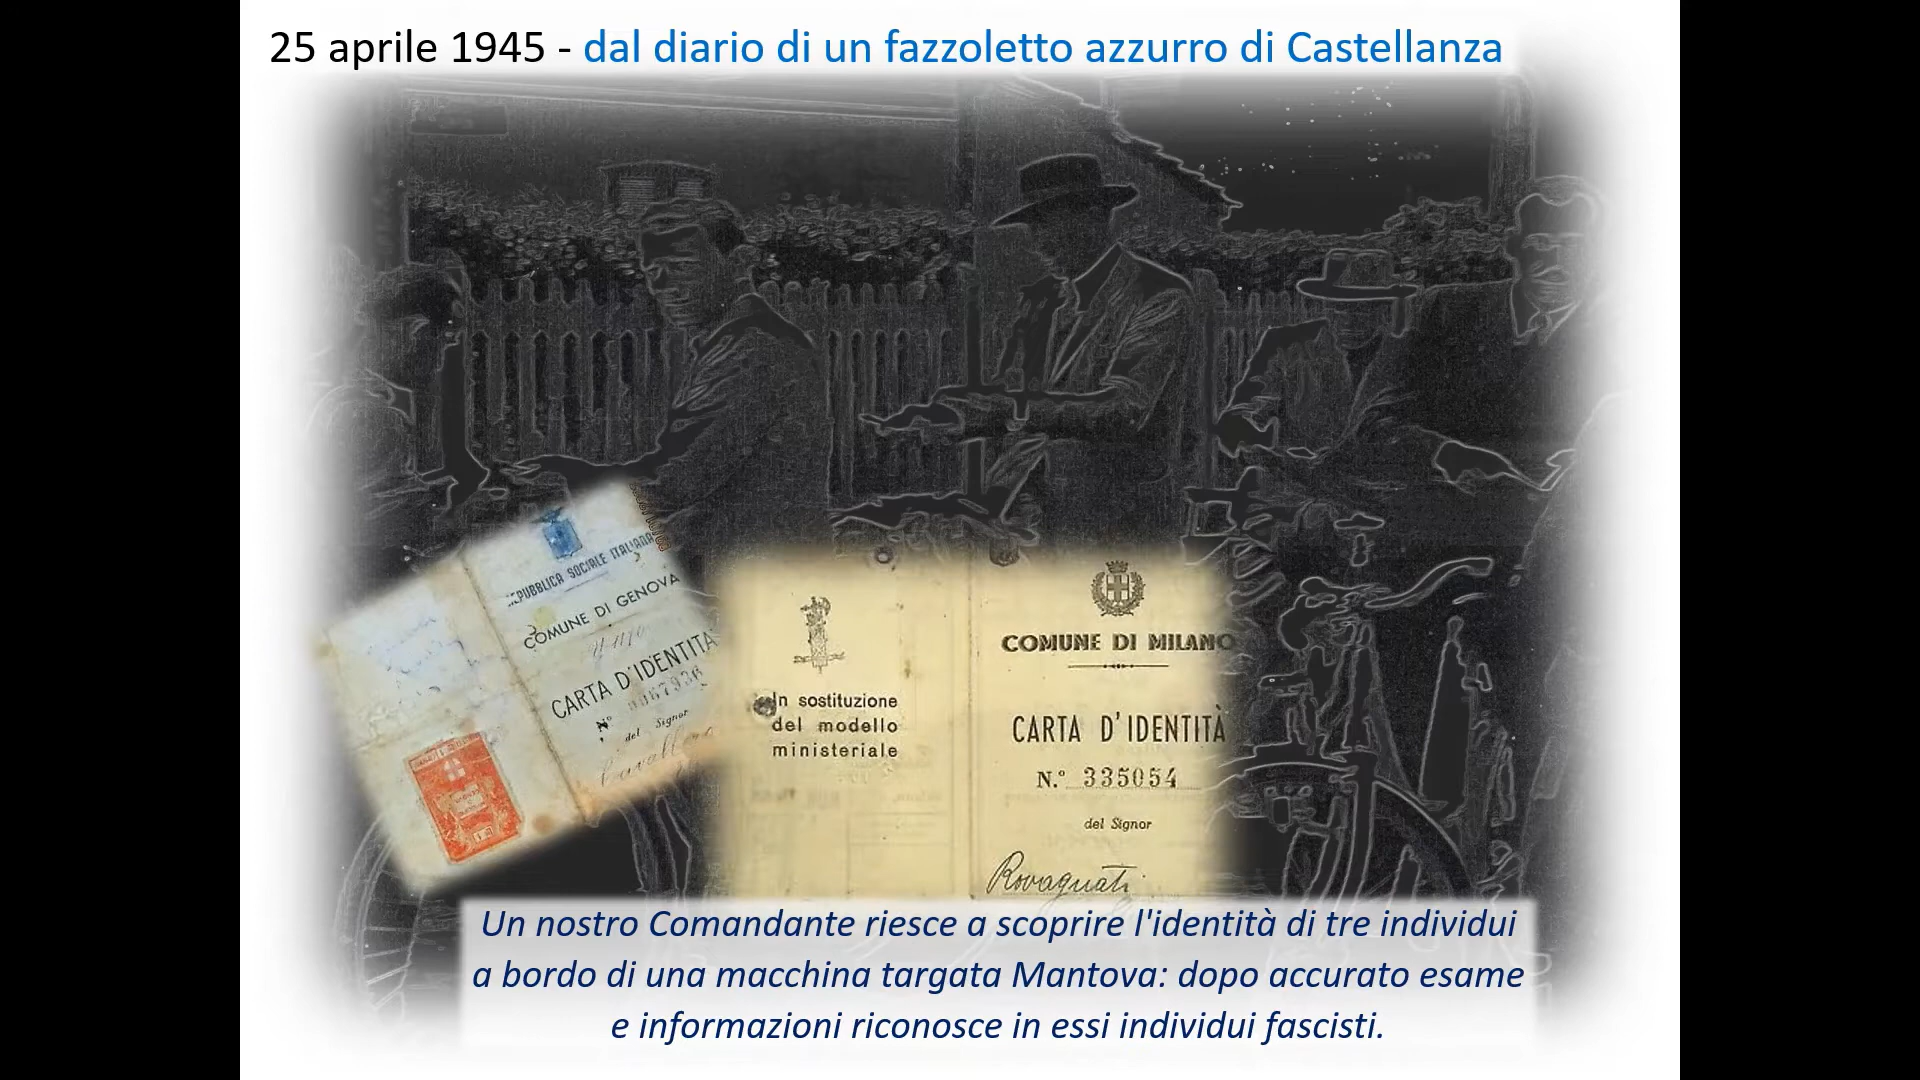 25 aprile 1945 - dal diario di un fazzoletto azzurro di Castellanza
REPUBBLICA SOCIALE ITALIANA
COMUNE DI GENOVA
CARTA D'IDENTITÀ
N°
del Signor
In sostituzione
del modello
ministeriale
COMUNE DI MILANO
CARTA D'IDENTITÀ
N.° 335054
del Signor
Rovagnati
Un nostro Comandante riesce a scoprire l'identità di tre individui
a bordo di una macchina targata Mantova: dopo accurato esame
e informazioni riconosce in essi individui fascisti.